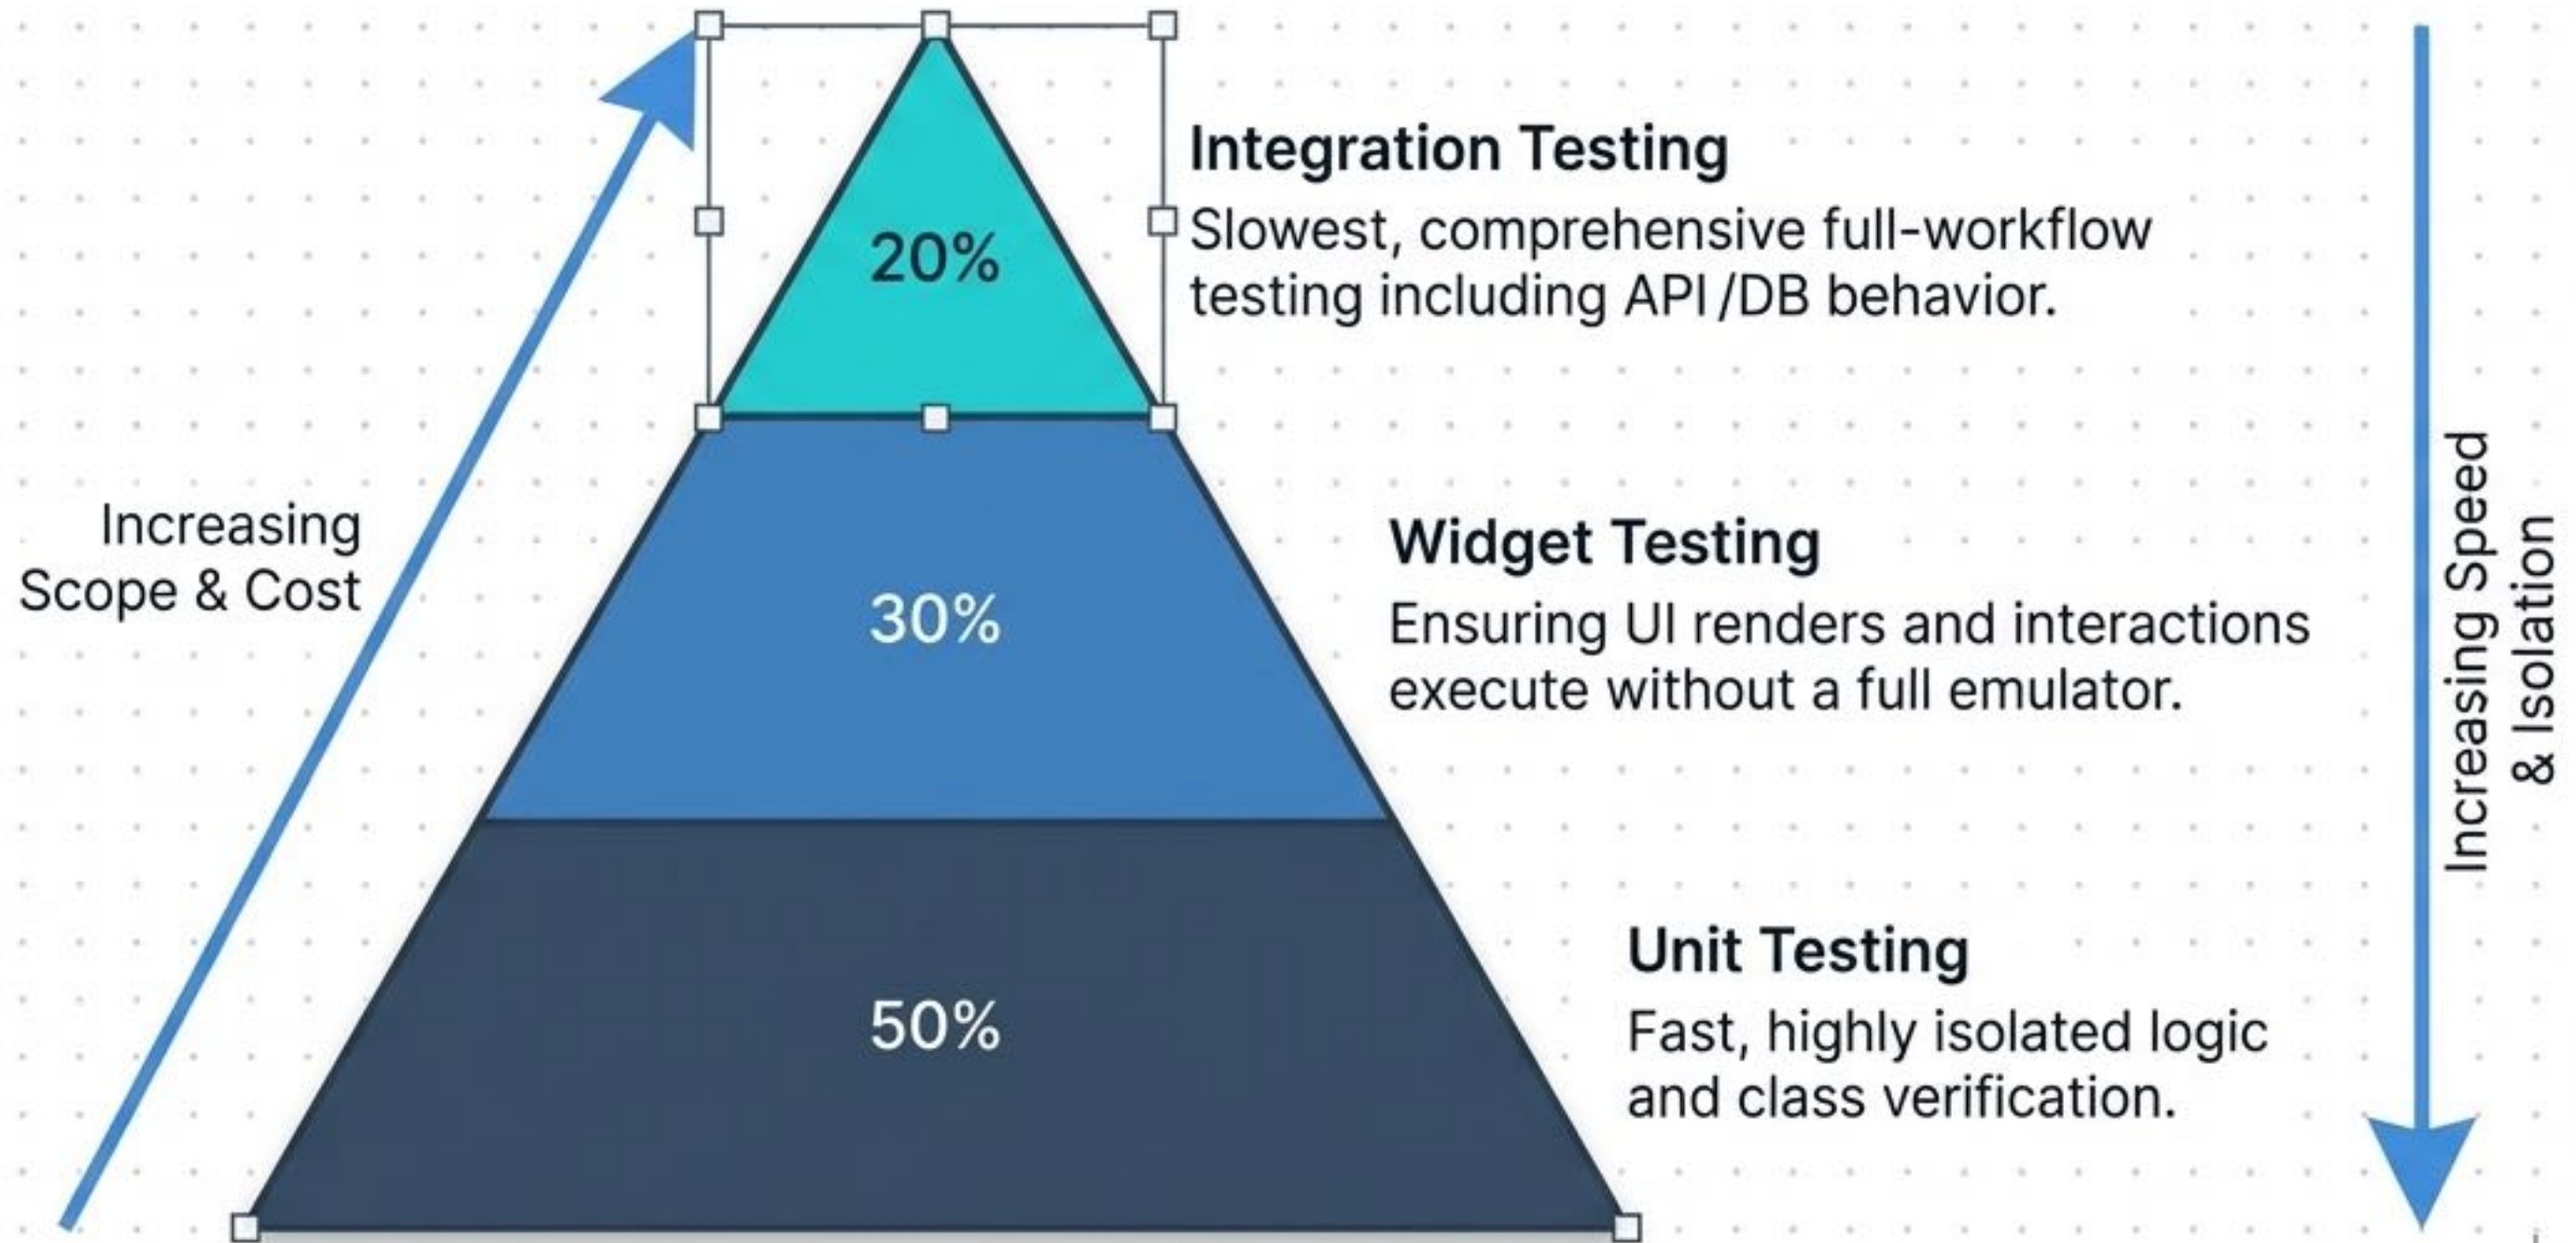 20%
Integration Testing
Slowest, comprehensive full-workflow
testing including API/DB behavior.
Increasing
Scope & Cost
30%
Widget Testing
Ensuring UI renders and interactions
execute without a full emulator.
Increasing Speed
& Isolation
50%
Unit Testing
Fast, highly isolated logic
and class verification.